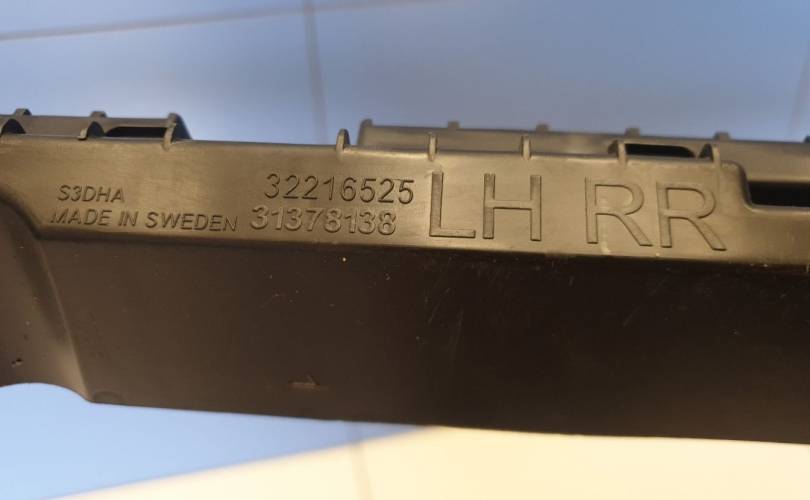 S3DHA 32216525 LH RR
MADE IN SWEDEN 31378138